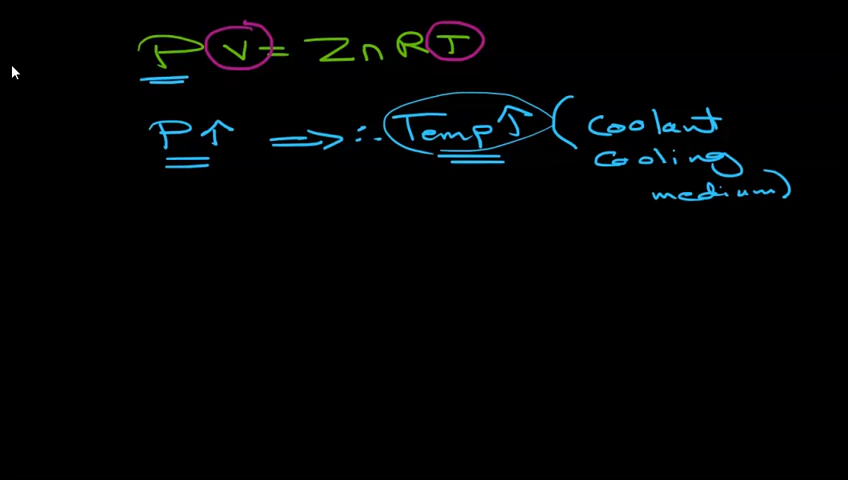 PV = ZnRT
P↑ ⟹ ∴ Temp↑ (Coolant
Cooling
medium)